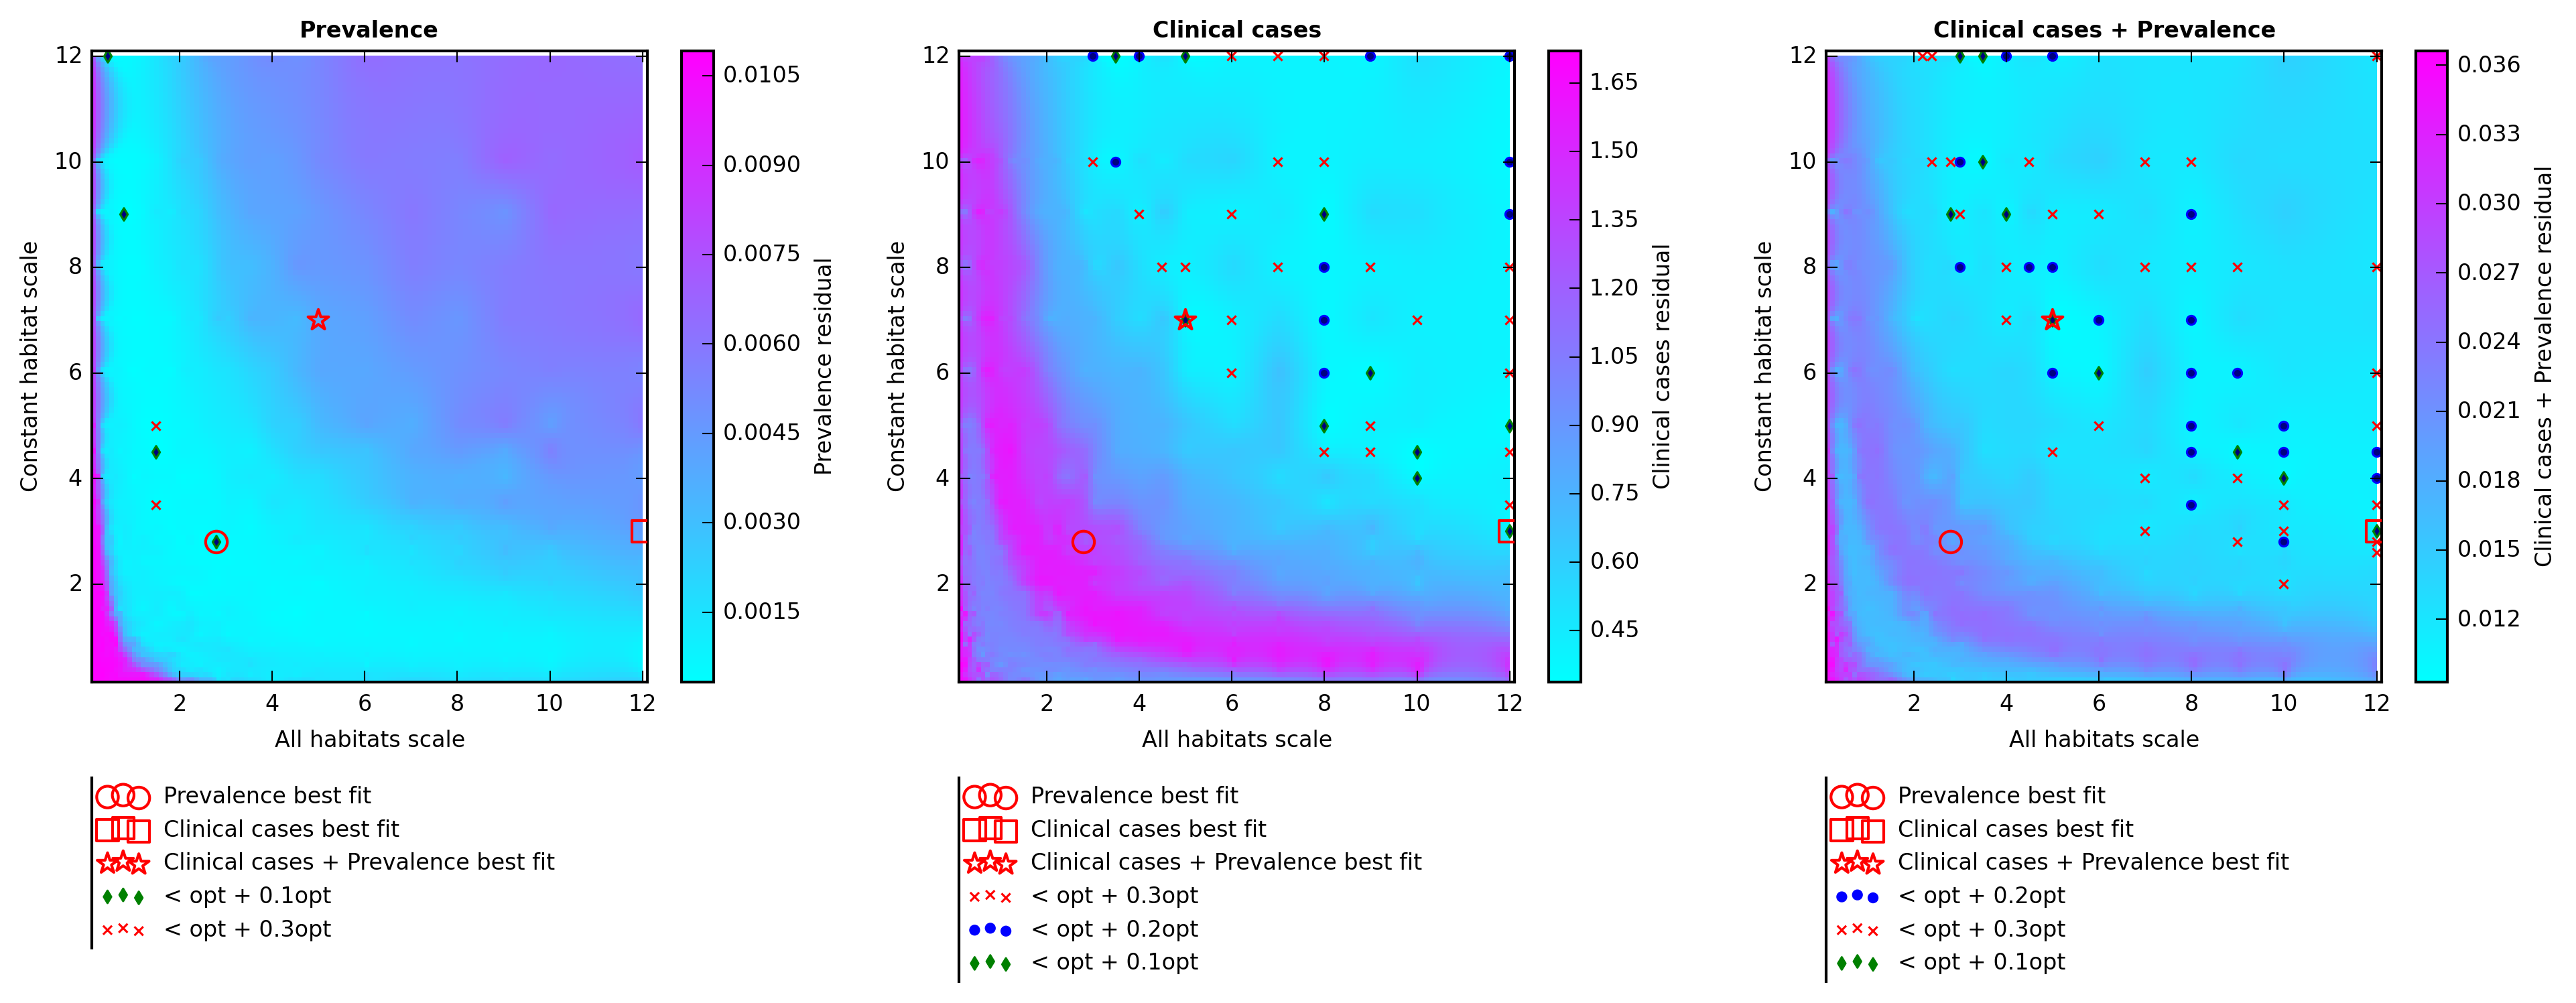 Prevalence
Constant habitat scale
12
10
8
6
4
2
2 4 6 8 10 12
All habitats scale
0.0105
0.0090
0.0075
0.0060
0.0045
0.0030
0.0015
Prevalence residual
Prevalence best fit
Clinical cases best fit
Clinical cases + Prevalence best fit
< opt + 0.1opt
< opt + 0.3opt
Clinical cases
Constant habitat scale
12
10
8
6
4
2
2 4 6 8 10 12
All habitats scale
1.65
1.50
1.35
1.20
1.05
0.90
0.75
0.60
0.45
Clinical cases residual
Prevalence best fit
Clinical cases best fit
Clinical cases + Prevalence best fit
< opt + 0.3opt
< opt + 0.2opt
< opt + 0.1opt
Clinical cases + Prevalence
Constant habitat scale
12
10
8
6
4
2
2 4 6 8 10 12
All habitats scale
0.036
0.033
0.030
0.027
0.024
0.021
0.018
0.015
0.012
Clinical cases + Prevalence residual
Prevalence best fit
Clinical cases best fit
Clinical cases + Prevalence best fit
< opt + 0.2opt
< opt + 0.3opt
< opt + 0.1opt